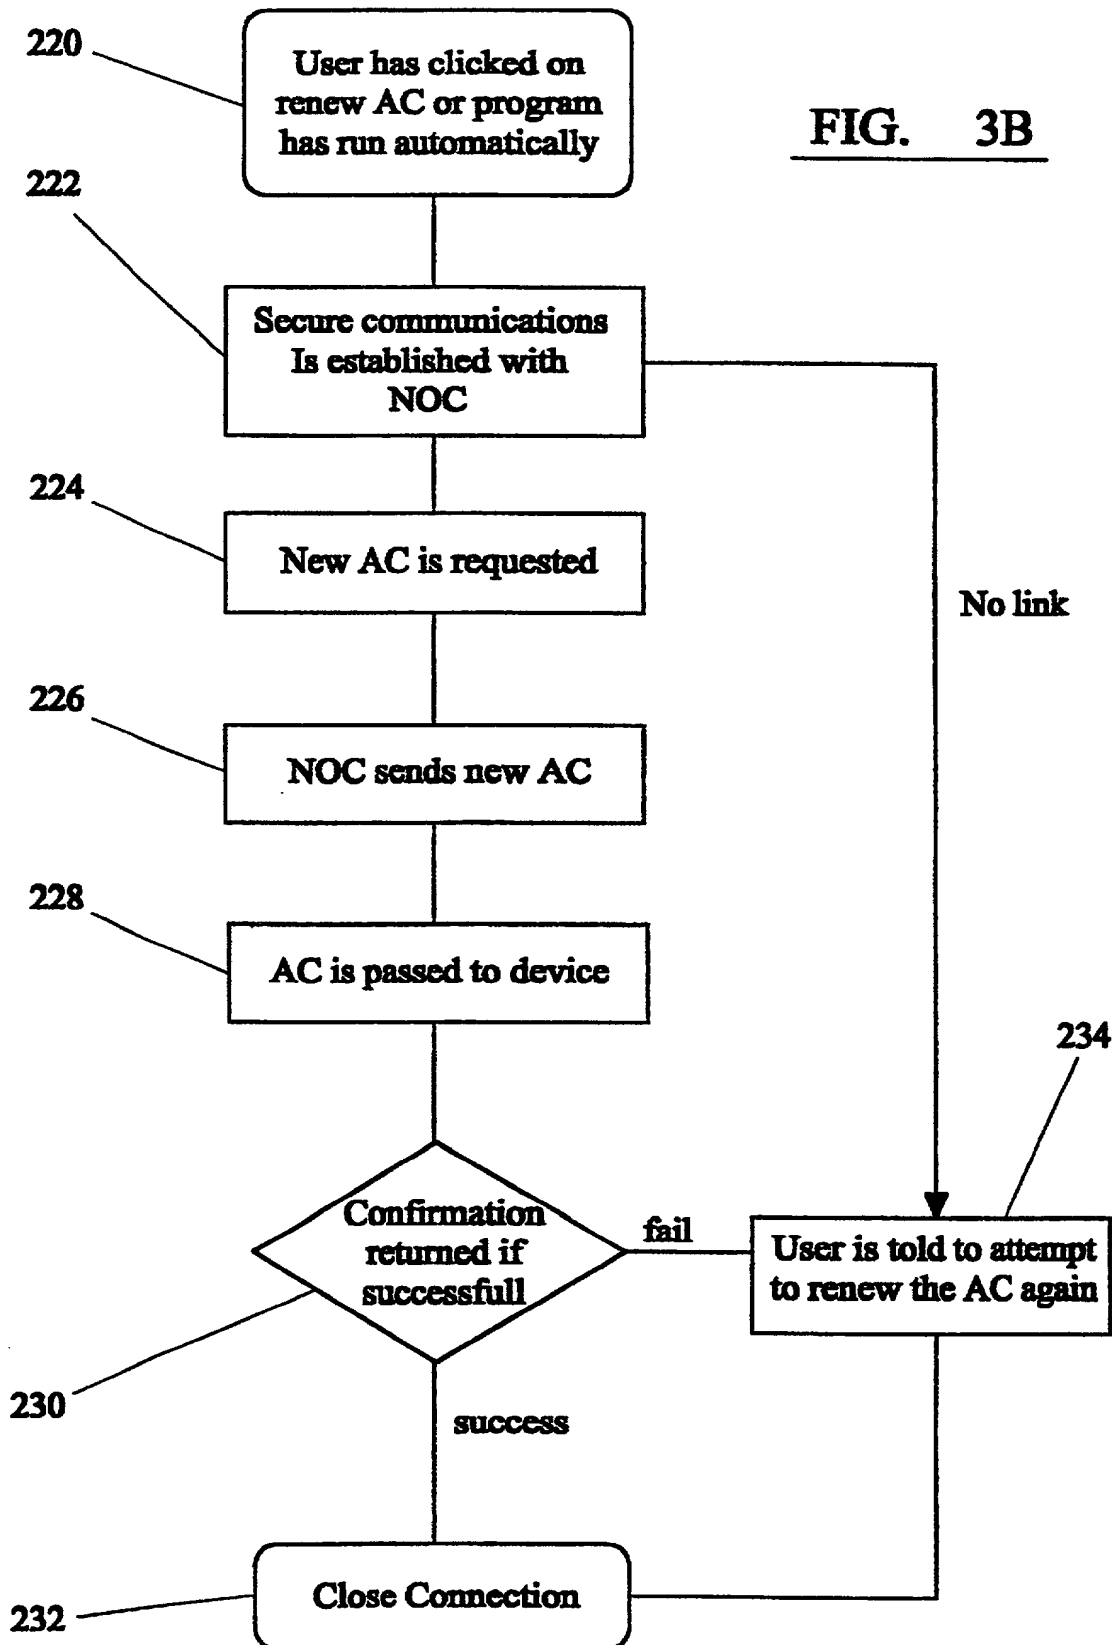 220
User has clicked on
renew AC or program
has run automatically
FIG. 3B
222
Secure communications
Is established with
NOC
224
New AC is requested
No link
226
NOC sends new AC
228
AC is passed to device
234
Confirmation
returned if
successfull
fail
User is told to attempt
to renew the AC again
230
success
Close Connection
232